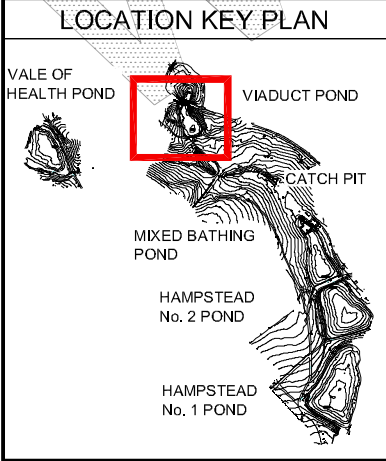 LOCATION KEY PLAN
VALE OF
HEALTH POND
VIADUCT POND
CATCH PIT
MIXED BATHING
POND
HAMPSTEAD
No. 2 POND
HAMPSTEAD
No. 1 POND